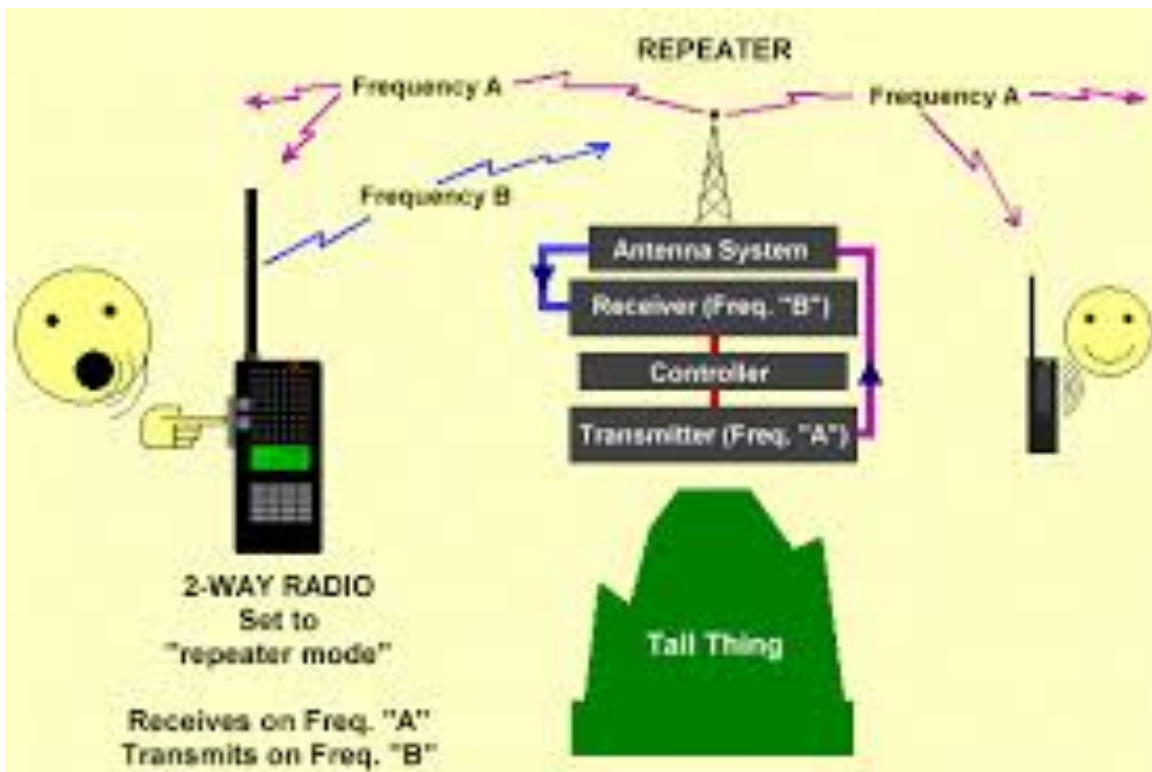 REPEATER
Frequency A
Frequency A
Frequency B
Antenna System
Receiver (Freq. "B")
Controller
Transmitter (Freq. "A")
2-WAY RADIO
Set to
"repeater mode"
Receives on Freq. "A"
Transmits on Freq. "B"
Tall Thing